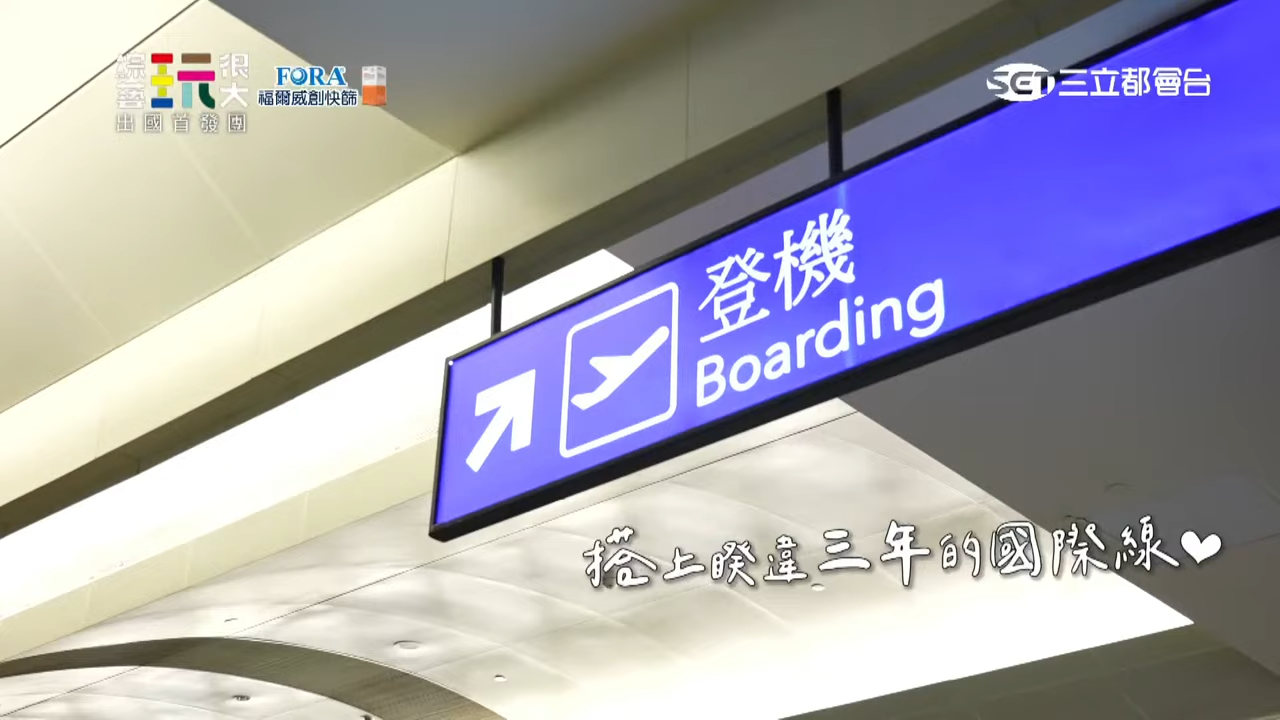 綜藝玩很大
出國首發團
FORA
福爾威創快篩
SET三立都會台
登機
Boarding
搭上睽違三年的國際線